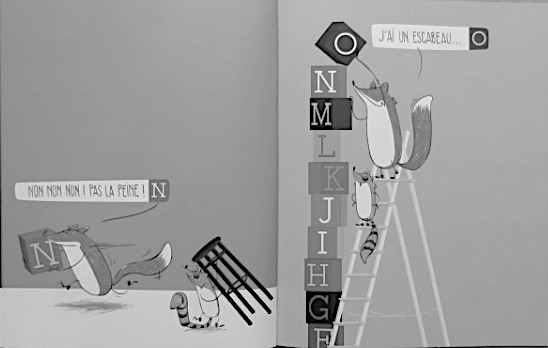 NON NON NON ! PAS LA PEINE ! N
N
J'AI UN ESCABEAU... O
O
N
M
L
K
J
I
H
G
F